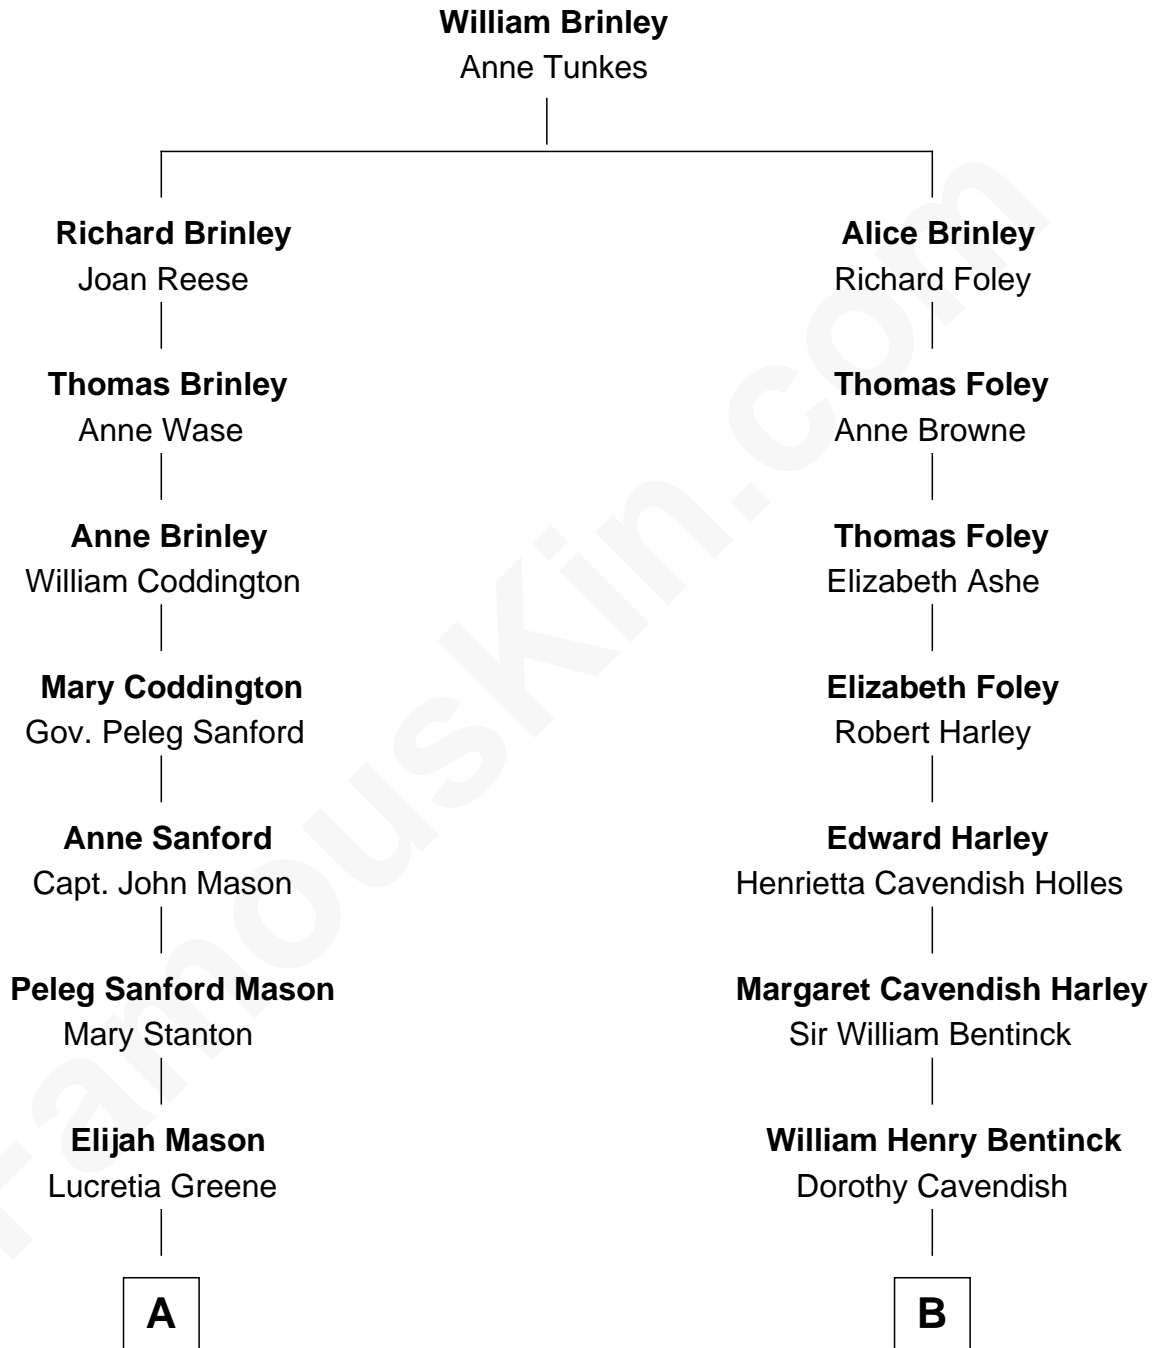 William Brinley
Anne Tunkes
Richard Brinley
Joan Reese
Alice Brinley
Richard Foley
Thomas Brinley
Anne Wase
Thomas Foley
Anne Browne
Anne Brinley
William Coddington
Thomas Foley
Elizabeth Ashe
Mary Coddington
Gov. Peleg Sanford
Elizabeth Foley
Robert Harley
Anne Sanford
Capt. John Mason
Edward Harley
Henrietta Cavendish Holles
Peleg Sanford Mason
Mary Stanton
Margaret Cavendish Harley
Sir William Bentinck
Elijah Mason
Lucretia Greene
William Henry Bentinck
Dorothy Cavendish
A
B
FamousKin.com